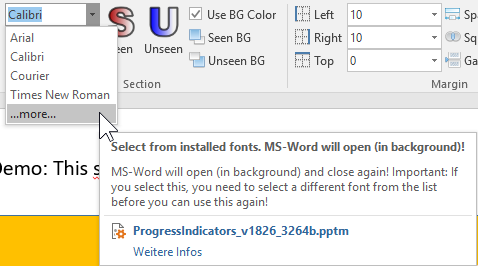 Calibri
Arial
Calibri
Courier
Times New Roman
...more...
S U
een Unseen
Section
Use BG Color
Seen BG
Unseen BG
Left 10
Right 10
Top 0
Spa
Sq
Ga
Margin
Select from installed fonts. MS-Word will open (in background)!
MS-Word will open (in background) and close again! Important: If
you select this, you need to select a different font from the list
before you can use this again!
ProgressIndicators_v1826_3264b.pptm
Weitere Infos
Demo: This s